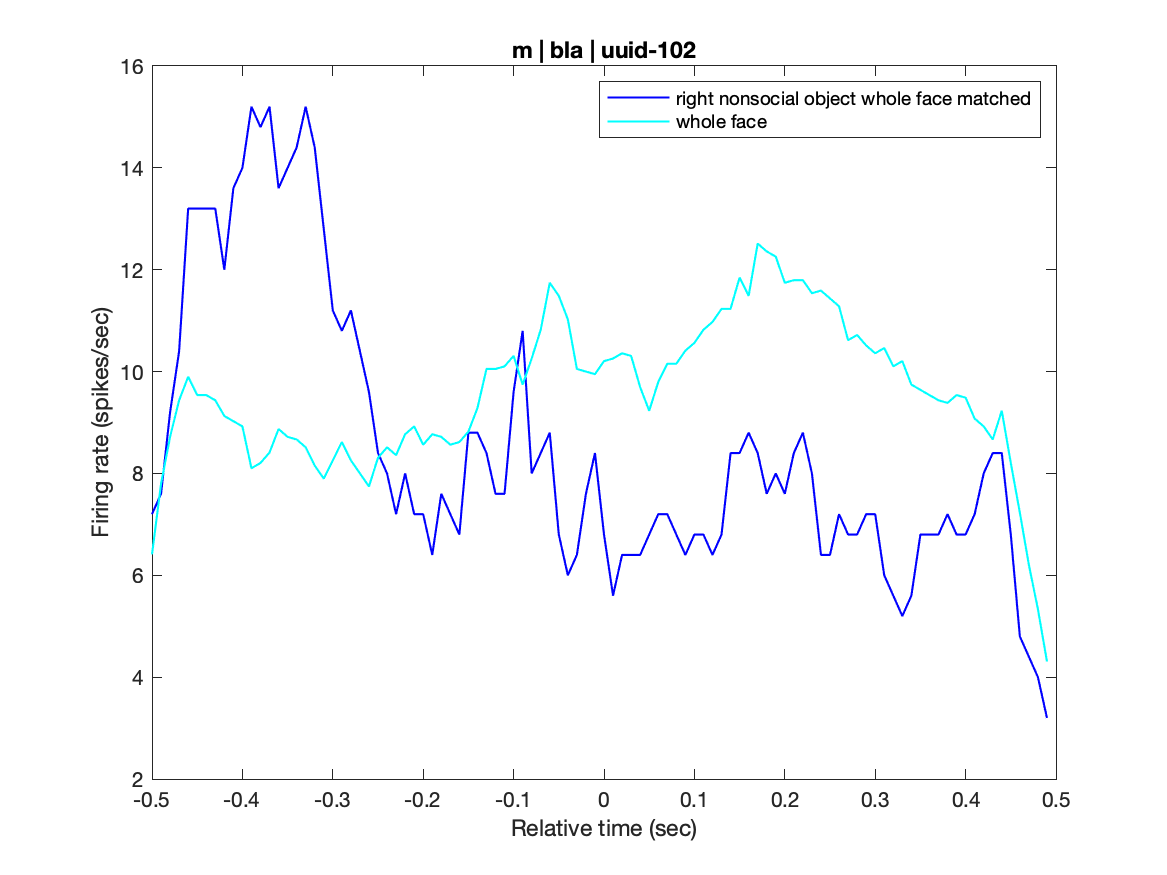 m | bla | uuid-102
right nonsocial object whole face matched
whole face
16
14
12
10
8
6
4
2
Firing rate (spikes/sec)
-0.5 -0.4 -0.3 -0.2 -0.1 0 0.1 0.2 0.3 0.4 0.5
Relative time (sec)